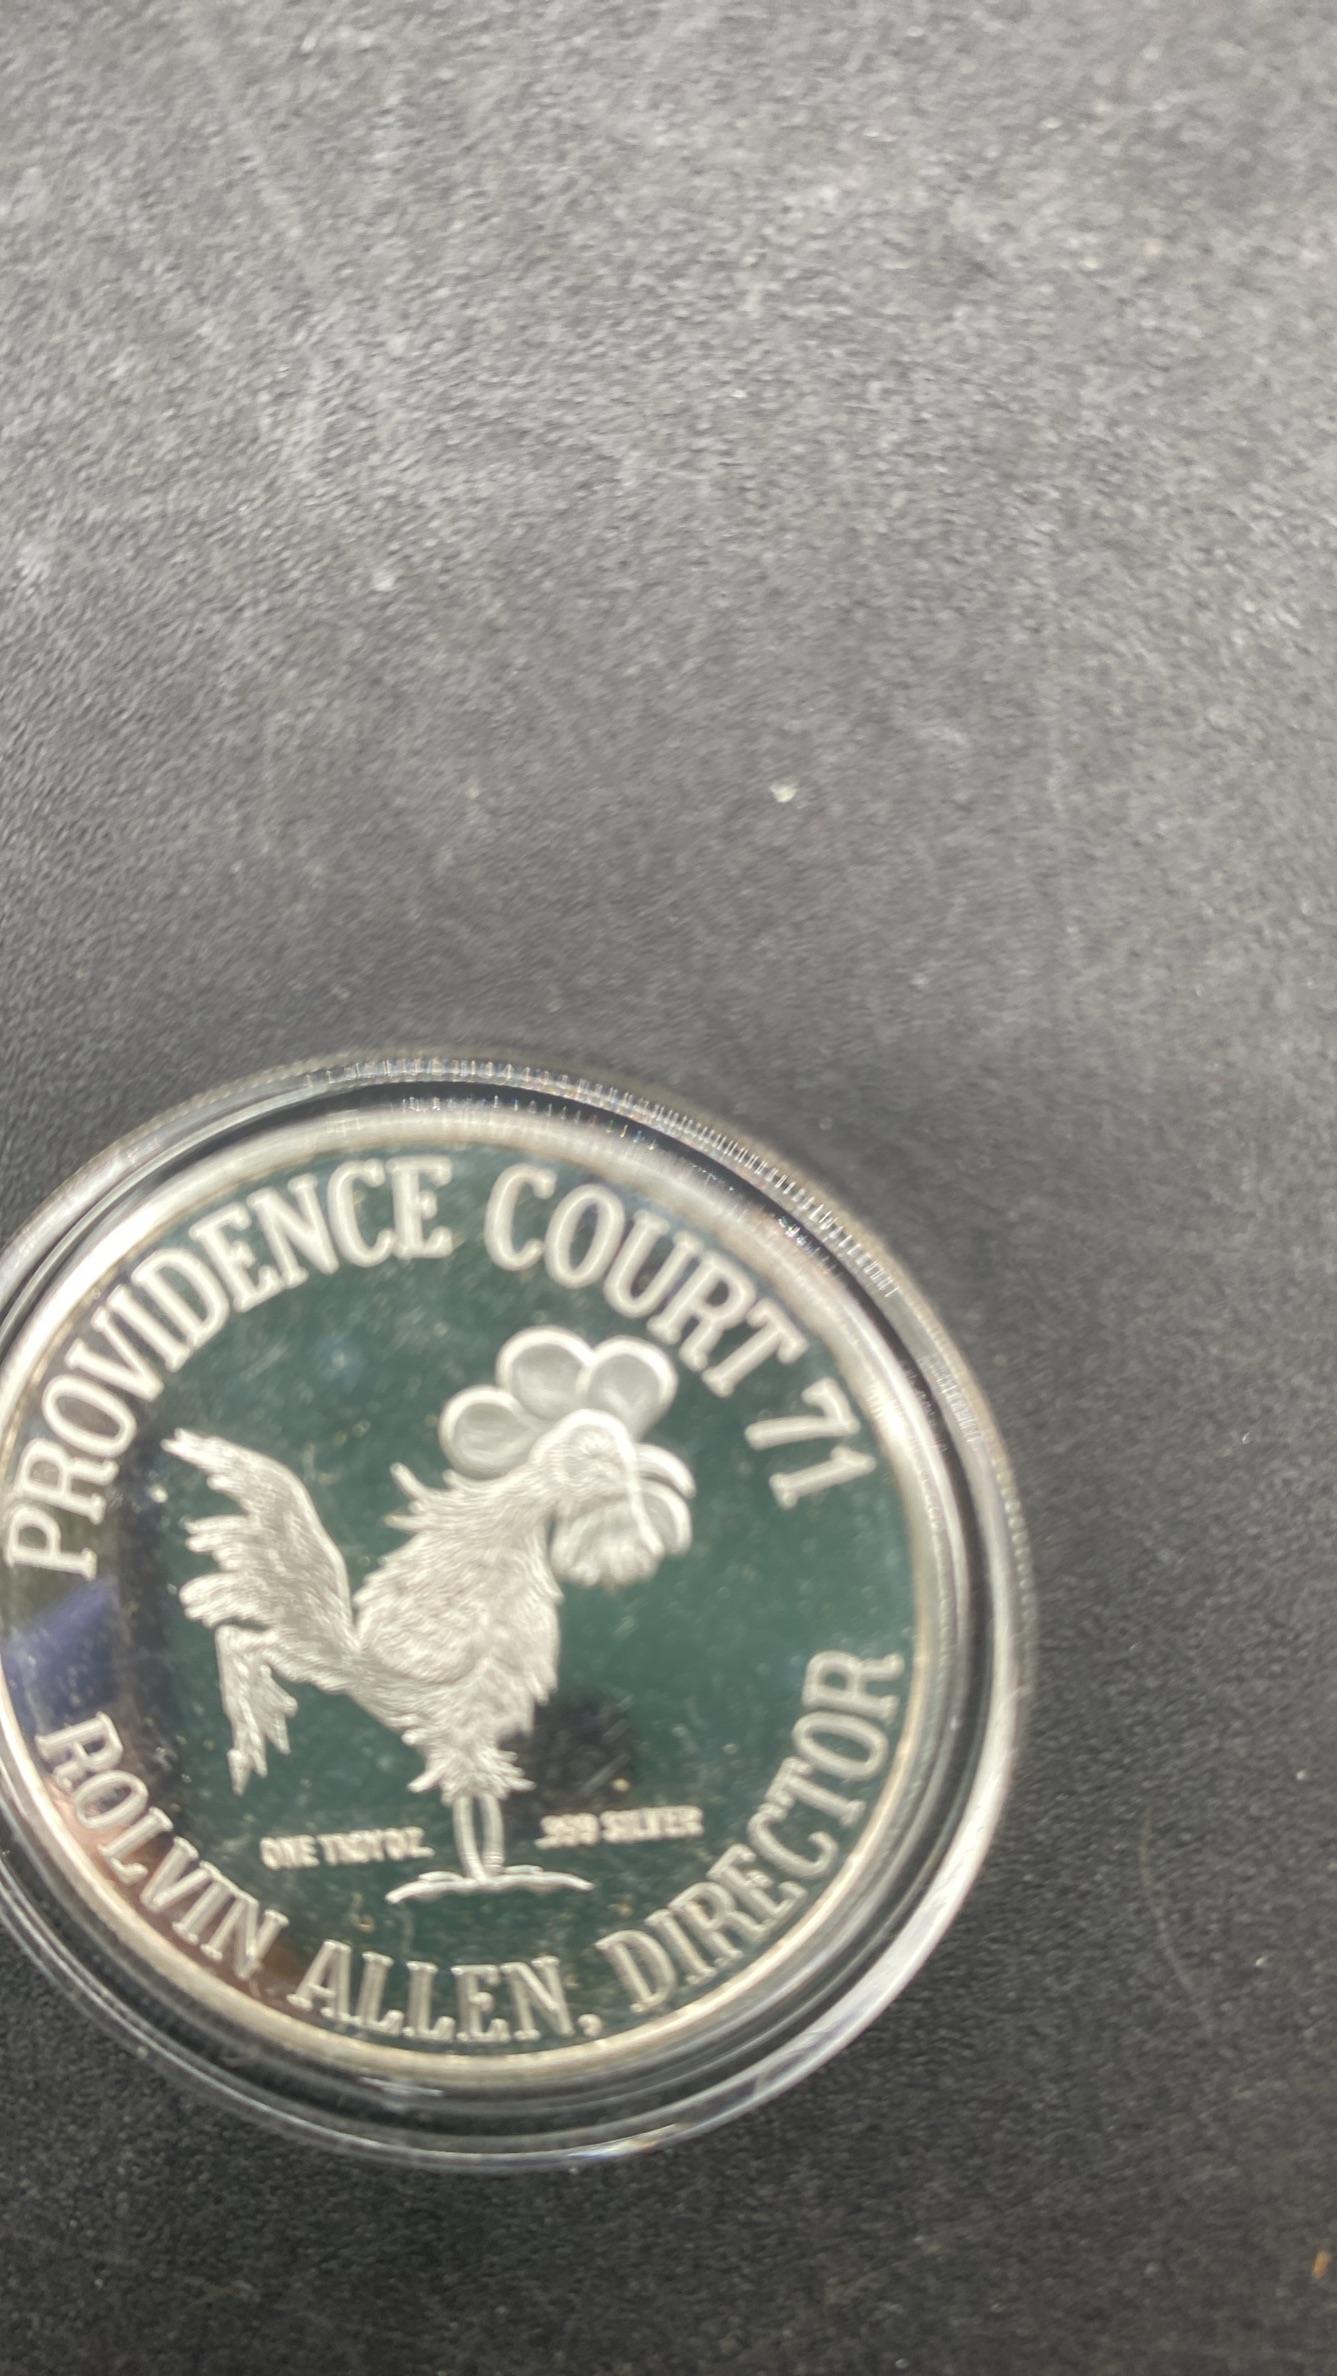 PROVIDENCE COURT 71
ONE TROY OZ. .999 SILVER
ROLVIN ALLEN, DIRECTOR